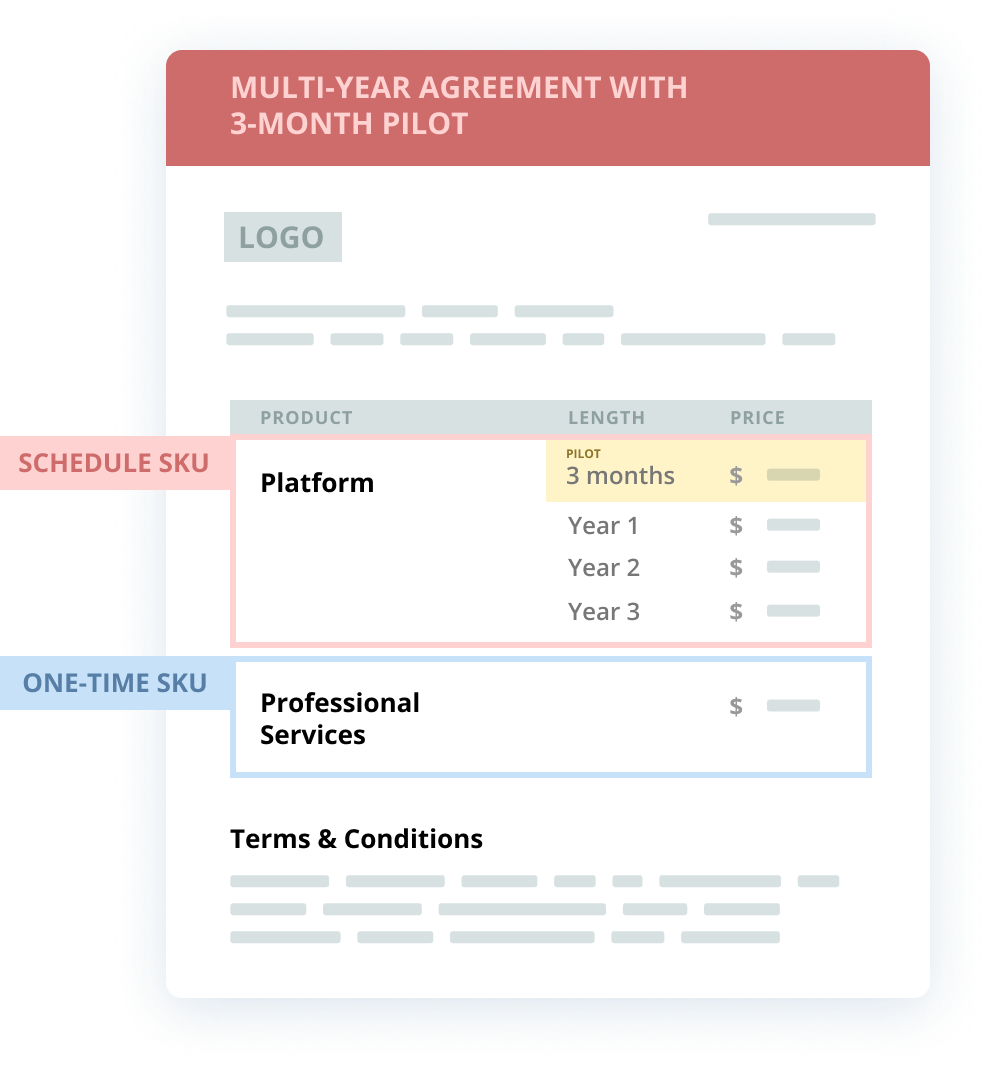 MULTI-YEAR AGREEMENT WITH
3-MONTH PILOT
LOGO
PRODUCT LENGTH PRICE
SCHEDULE SKU
Platform
PILOT
3 months $
Year 1 $
Year 2 $
Year 3 $
ONE-TIME SKU
Professional $
Services
Terms & Conditions